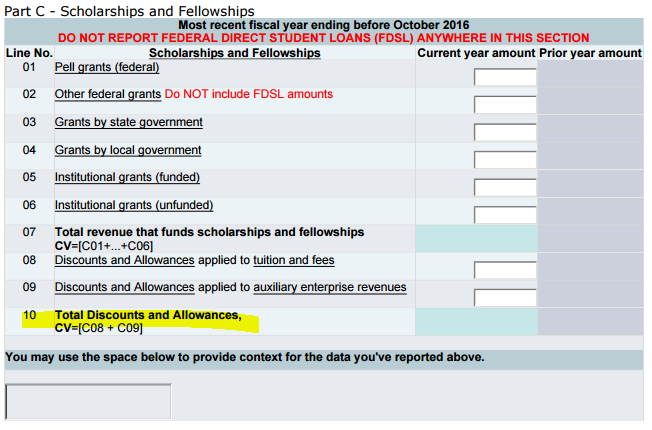 Part C - Scholarships and Fellowships
Most recent fiscal year ending before October 2016
DO NOT REPORT FEDERAL DIRECT STUDENT LOANS (FDSL) ANYWHERE IN THIS SECTION
Line No. Scholarships and Fellowships Current year amount Prior year amount
01 Pell grants (federal)
02 Other federal grants Do NOT include FDSL amounts
03 Grants by state government
04 Grants by local government
05 Institutional grants (funded)
06 Institutional grants (unfunded)
07 Total revenue that funds scholarships and fellowships
CV=[C01+...+C06]
08 Discounts and Allowances applied to tuition and fees
09 Discounts and Allowances applied to auxiliary enterprise revenues
10 Total Discounts and Allowances,
CV=[C08 + C09]
You may use the space below to provide context for the data you've reported above.